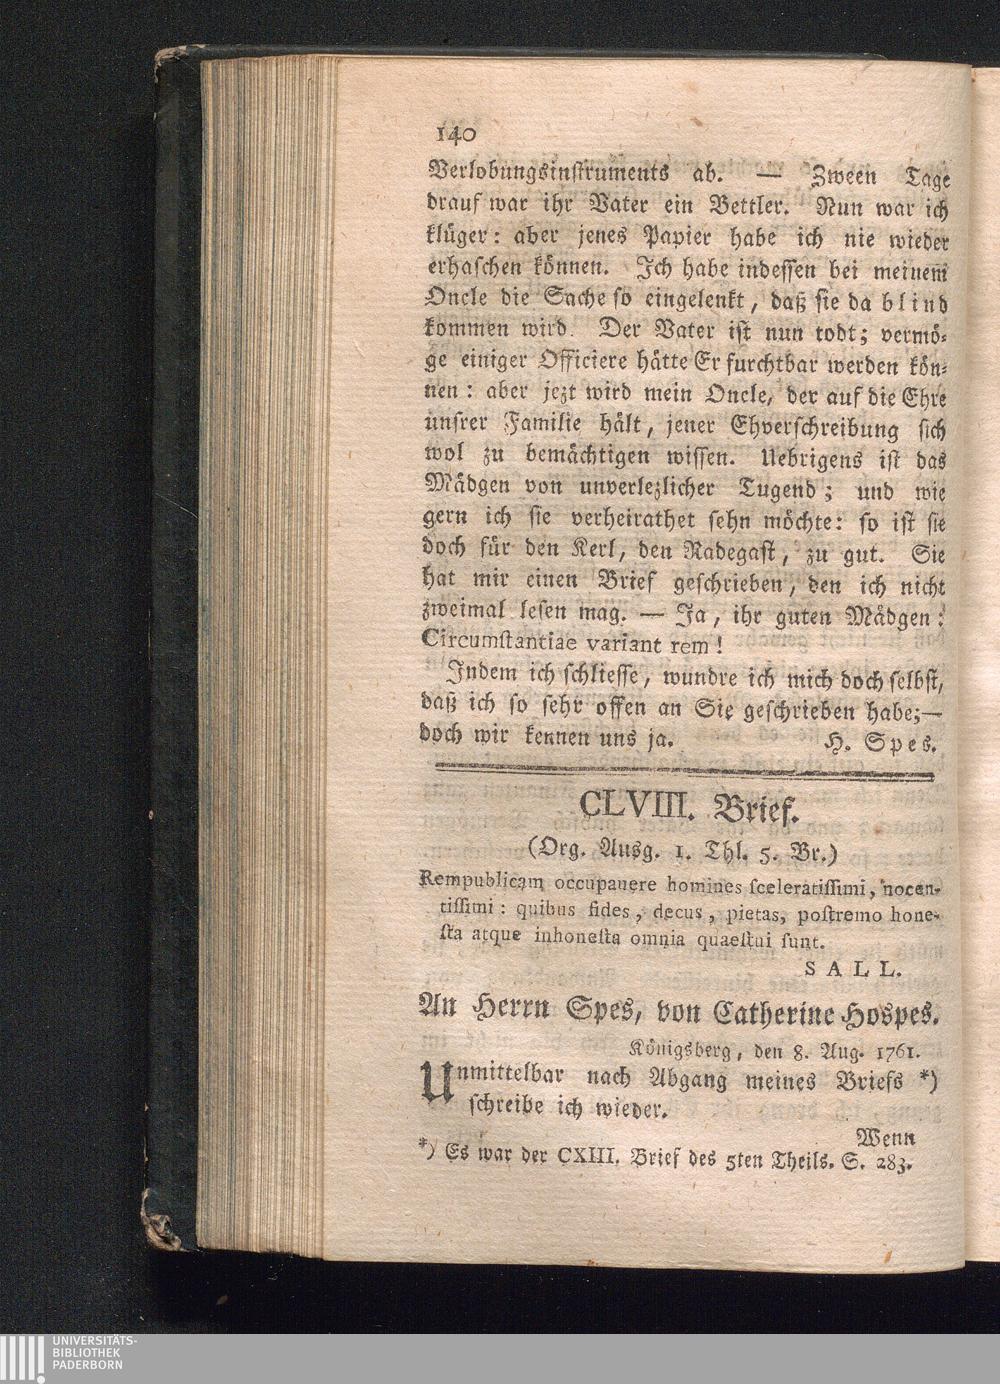 140
Verlobungsinſtruments ab. — Zween Tage
drauf war ihr Vater ein Bettler. Nun war ich
klüger: aber jenes Papier habe ich nie wieder
erhaſchen können. Ich habe indeſſen bei meinem
Oncle die Sache ſo eingelenkt, daß ſie da blind
kommen wird. Der Vater iſt nun todt; vermö-
ge einiger Officiere hätte Er furchtbar werden kön-
nen: aber jezt wird mein Oncle, der auf die Ehre
unſrer Familie hält, jener Ehverſchreibung ſich
wol zu bemächtigen wiſſen. Uebrigens iſt das
Mädgen von unverlezlicher Tugend; und wie
gern ich ſie verheirathet ſehn möchte: ſo iſt ſie
doch für den Kerl, den Radegaſt, zu gut. Sie
hat mir einen Brief geſchrieben, den ich nicht
zweimal leſen mag. — Ja, ihr guten Mädgen:
Circumſtantiae variant rem!
Indem ich ſchlieſſe, wundre ich mich doch ſelbſt,
daß ich ſo ſehr offen an Sie geſchrieben habe;—
doch wir kennen uns ja. H. Spes.
CLVIII. Brief.
(Org. Ausg. 1. Thl. 5. Br.)
Rempublicam occupauere homines ſceleratiſſimi, nocen-
tiſſimi: quibus fides, decus, pietas, poſtremo hone-
ſta atque inhoneſta omnia quaeſtui ſunt.
SALL.
An Herrn Spes, von Catherine Hospes.
Königsberg, den 8. Aug. 1761.
Unmittelbar nach Abgang meines Briefs *)
ſchreibe ich wieder.
Wenn
*) Es war der CXIII. Brief des 5ten Theils. S. 283.
UNIVERSITÄTS-
BIBLIOTHEK
PADERBORN